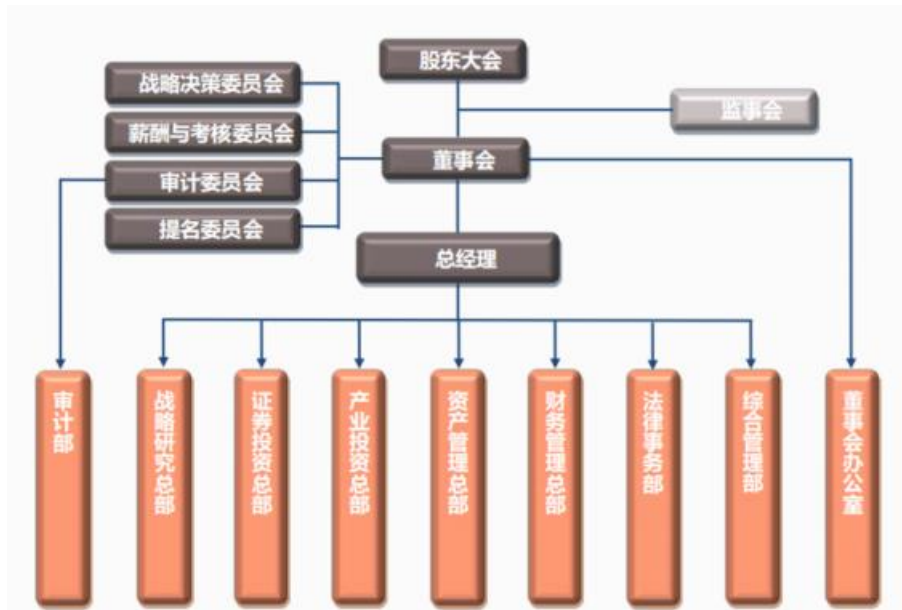 股东大会
战略决策委员会
监事会
薪酬与考核委员会
董事会
审计委员会
提名委员会
总经理
审计部
战略研究总部
证券投资总部
产业投资总部
资产管理总部
财务管理总部
法律事务部
综合管理部
董事会办公室